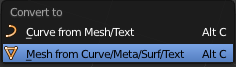 Convert to
Curve from Mesh/Text Alt C
Mesh from Curve/Meta/Surf/Text Alt C